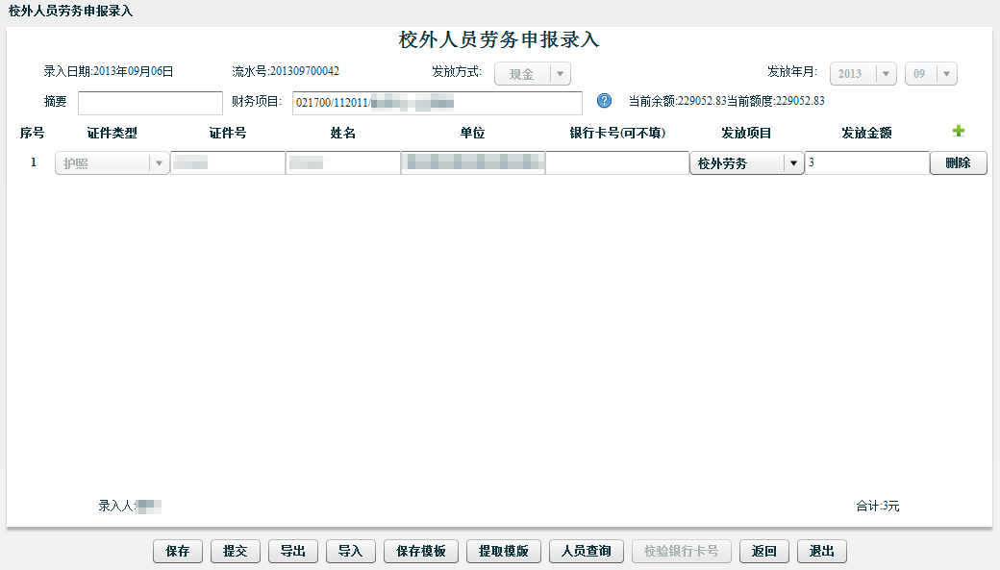 校外人员劳务申报录入
校外人员劳务申报录入
录入日期:2013年09月06日 流水号:201309700042 发放方式: 现金 发放年月: 2013 09
摘要 财务项目: 021700/112011/ 当前余额:229052.83当前额度:229052.83
序号 证件类型 证件号 姓名 单位 银行卡号(可不填) 发放项目 发放金额
1 护照 校外劳务 3 删除
录入人: 合计:3元
保存 提交 导出 导入 保存模板 提取模版 人员查询 校验银行卡号 返回 退出